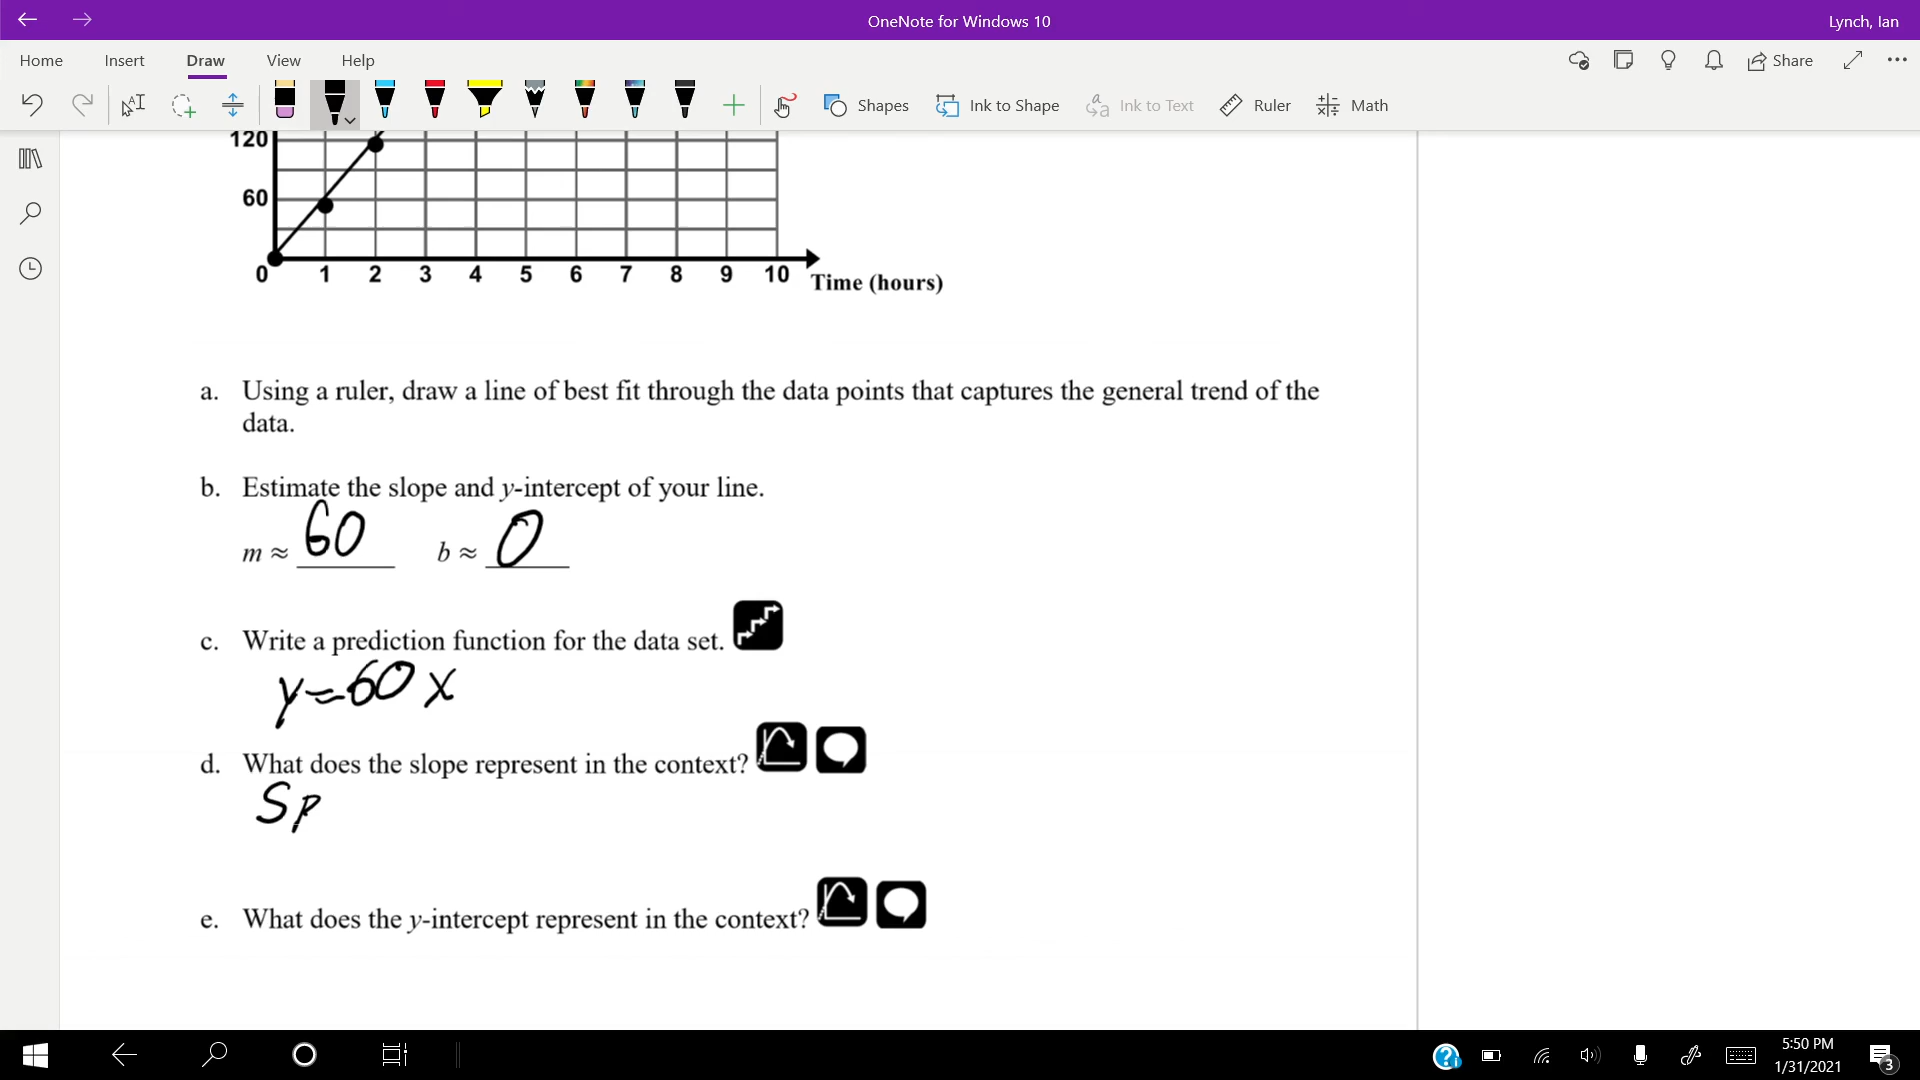 OneNote for Windows 10
Lynch, Ian
Home Insert Draw View Help
Share
Shapes Ink to Shape Ink to Text Ruler Math
120
60
0 1 2 3 4 5 6 7 8 9 10
Time (hours)
a. Using a ruler, draw a line of best fit through the data points that captures the general trend of the
data.
b. Estimate the slope and y-intercept of your line.
m ≈ 60 b ≈ 0
c. Write a prediction function for the data set.
y=60x
d. What does the slope represent in the context?
Sp
e. What does the y-intercept represent in the context?
5:50 PM
1/31/2021
3